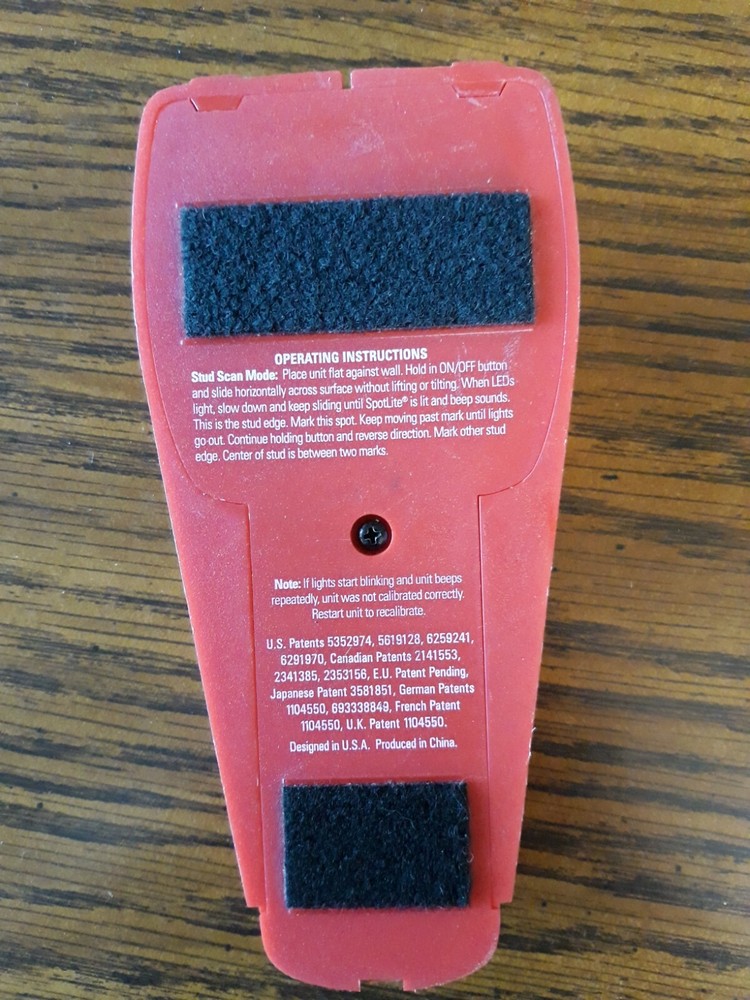 OPERATING INSTRUCTIONS
Stud Scan Mode: Place unit flat against wall. Hold in ON/OFF button
and slide horizontally across surface without lifting or tilting. When LEDs
light, slow down and keep sliding until SpotLite® is lit and beep sounds.
This is the stud edge. Mark this spot. Keep moving past mark until lights
go out. Continue holding button and reverse direction. Mark other stud
edge. Center of stud is between two marks.
Note: If lights start blinking and unit beeps
repeatedly, unit was not calibrated correctly.
Restart unit to recalibrate.
U.S. Patents 5352974, 5619128, 6259241,
6291970, Canadian Patents 2141553,
2341385, 2353156, E.U. Patent Pending,
Japanese Patent 3581851, German Patents
1104550, 693338849, French Patent
1104550, U.K. Patent 1104550.
Designed in U.S.A. Produced in China.